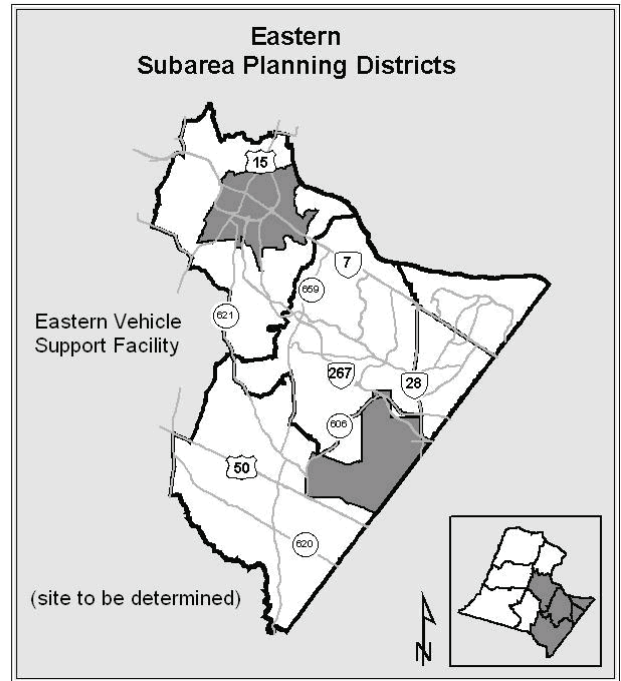 Eastern
Subarea Planning Districts
15
7
659
621
Eastern Vehicle
Support Facility
267
28
606
50
620
(site to be determined)
N